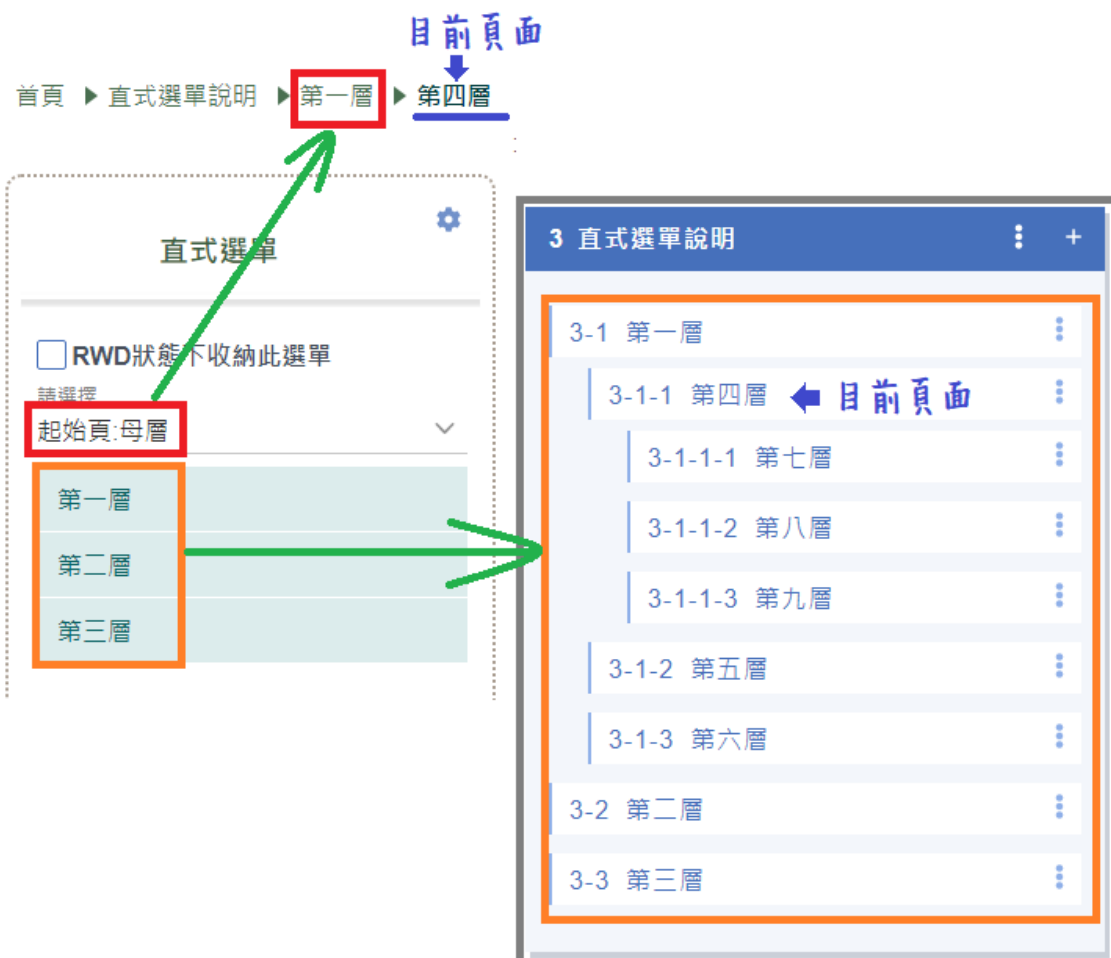 目前頁面
首頁 ▶ 直式選單說明 ▶ 第一層 ▶ 第四層
:
直式選單
RWD狀態下收納此選單
請選擇
起始頁:母層
第一層
第二層
第三層
3 直式選單說明
3-1 第一層
3-1-1 第四層 目前頁面
3-1-1-1 第七層
3-1-1-2 第八層
3-1-1-3 第九層
3-1-2 第五層
3-1-3 第六層
3-2 第二層
3-3 第三層